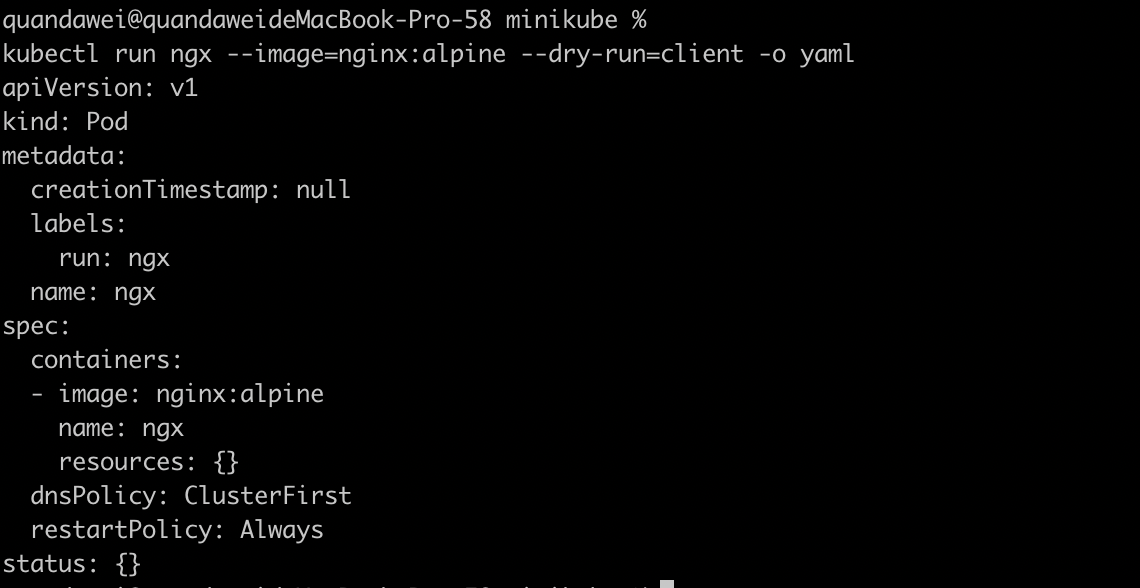 quandawei@quandaweideMacBook-Pro-58 minikube %
kubectl run ngx --image=nginx:alpine --dry-run=client -o yaml
apiVersion: v1
kind: Pod
metadata:
  creationTimestamp: null
  labels:
    run: ngx
  name: ngx
spec:
  containers:
  - image: nginx:alpine
    name: ngx
    resources: {}
  dnsPolicy: ClusterFirst
  restartPolicy: Always
status: {}